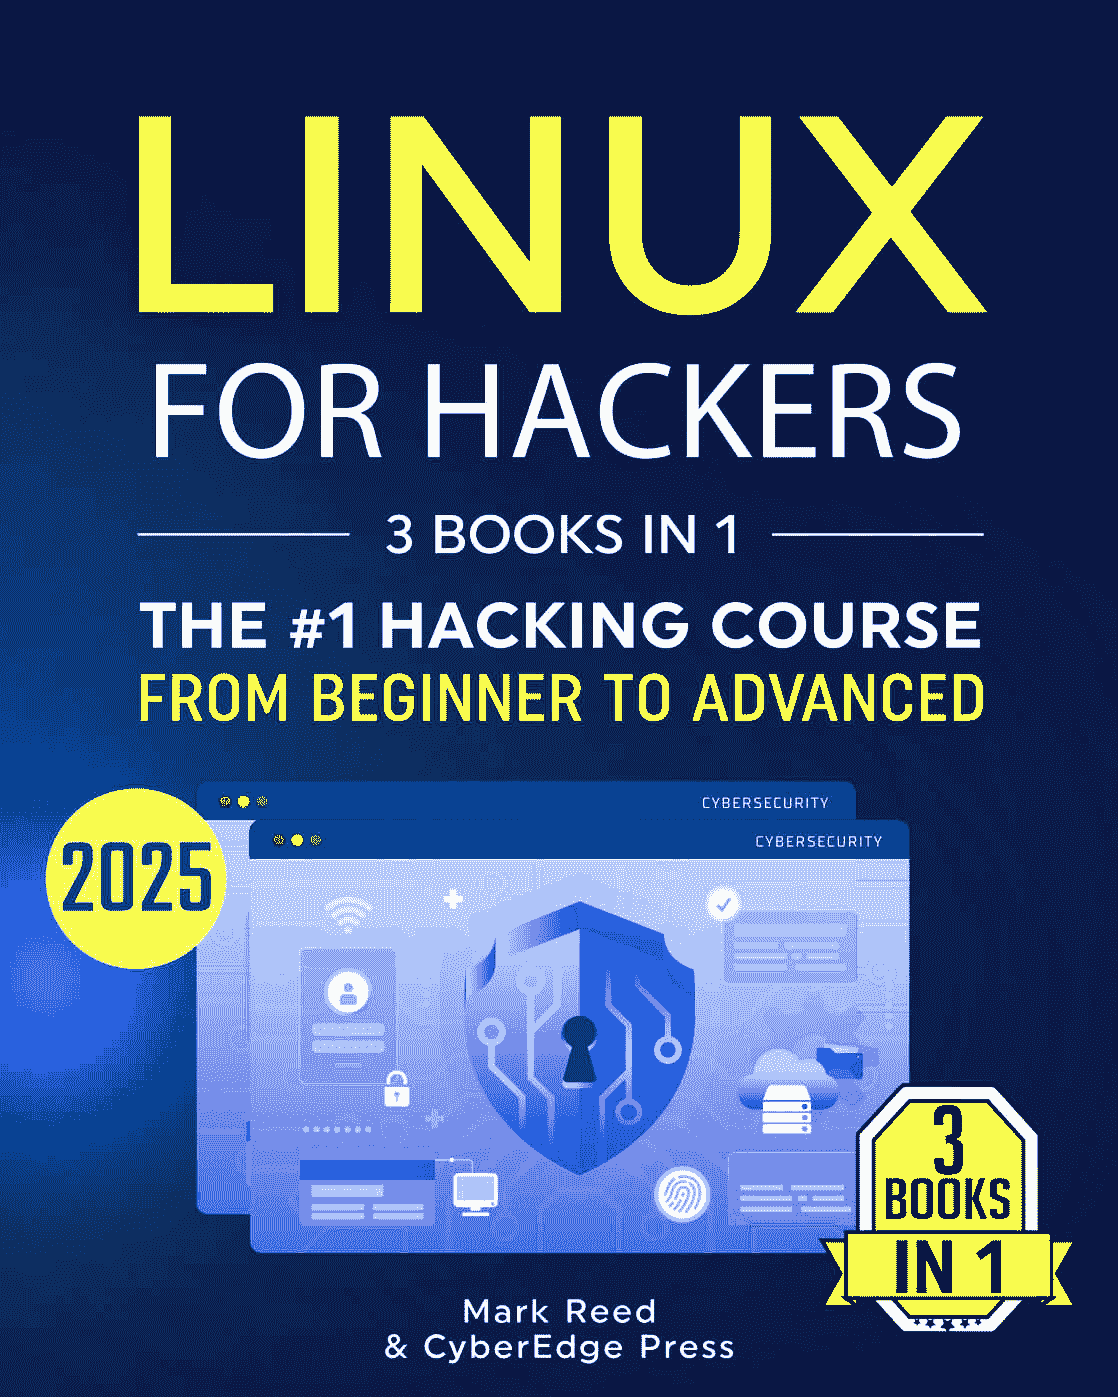 LINUX
FOR HACKERS
3 BOOKS IN 1
THE #1 HACKING COURSE
FROM BEGINNER TO ADVANCED
CYBERSECURITY
CYBERSECURITY
2025
3
BOOKS
IN 1
Mark Reed
& CyberEdge Press